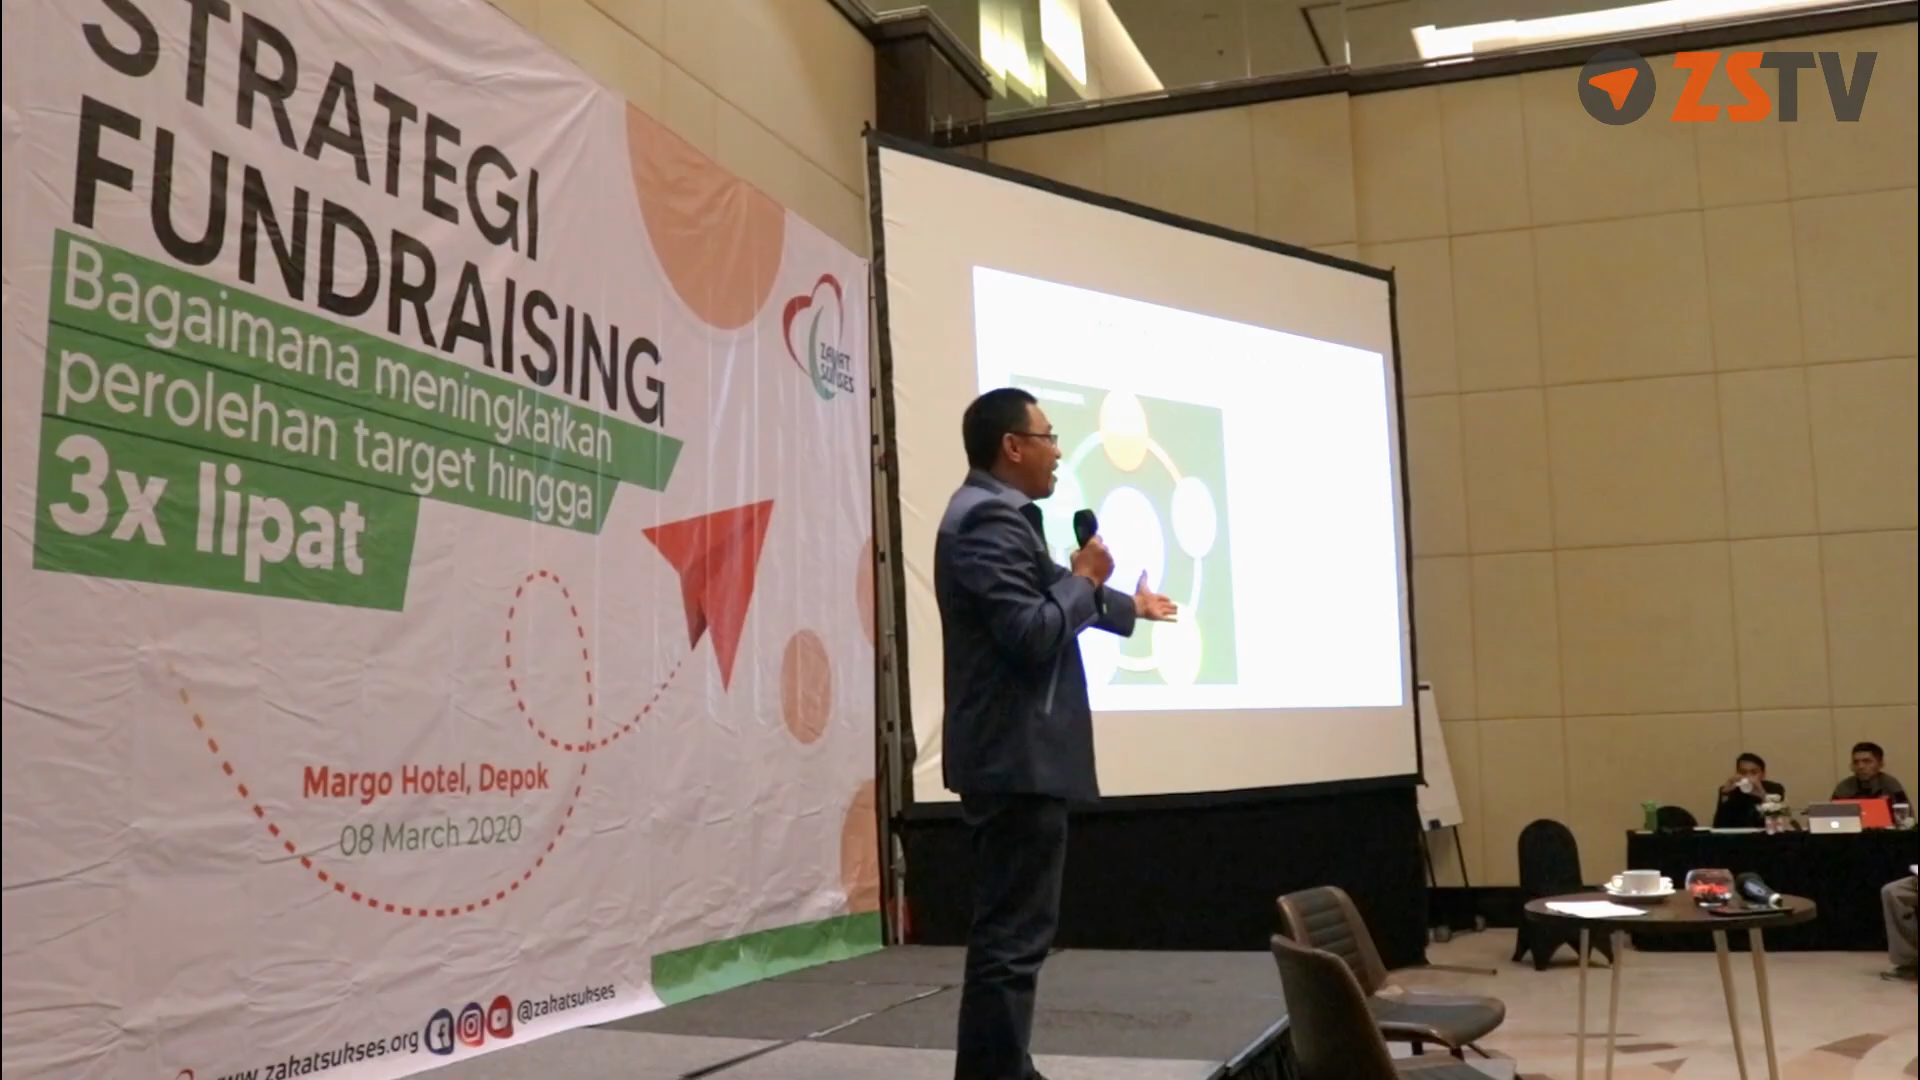 ZSTV
STRATEGI
FUNDRAISING
Bagaimana meningkatkan
perolehan target hingga
3x lipat
ZAKAT
SUKSES
Margo Hotel, Depok
08 March 2020
www.zakatsukses.org
@zakatsukses